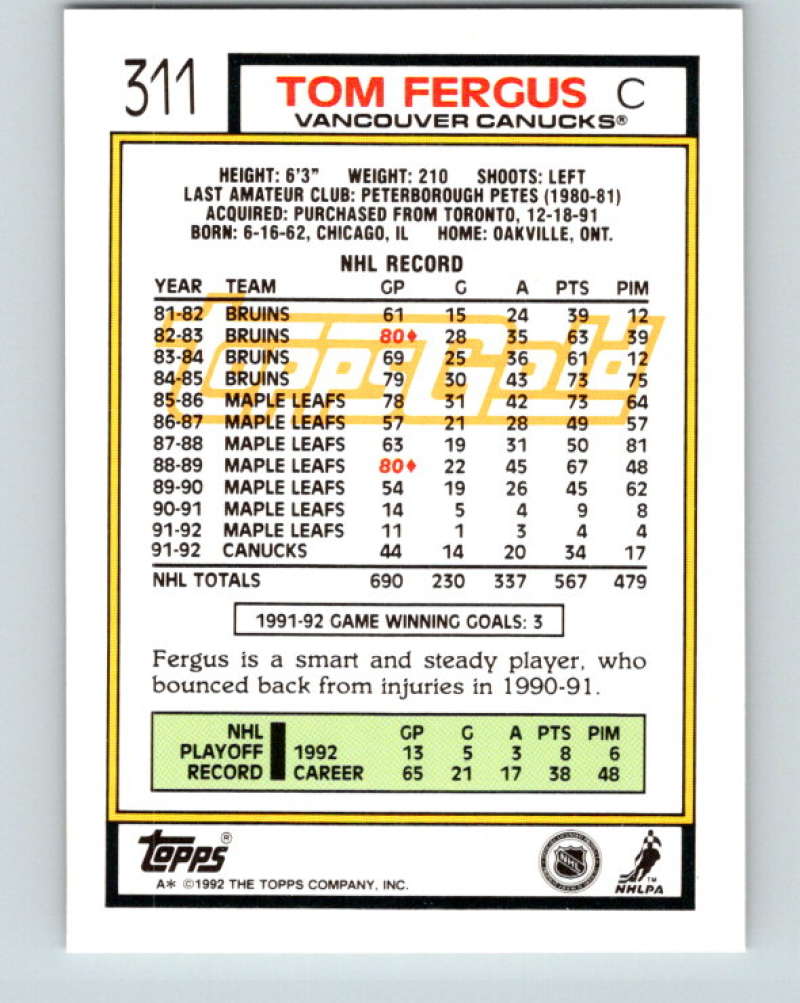 311
TOM FERGUS C
VANCOUVER CANUCKS®
HEIGHT: 6'3" WEIGHT: 210 SHOOTS: LEFT
LAST AMATEUR CLUB: PETERBOROUGH PETES (1980-81)
ACQUIRED: PURCHASED FROM TORONTO, 12-18-91
BORN: 6-16-62, CHICAGO, IL HOME: OAKVILLE, ONT.
NHL RECORD
YEAR TEAM GP G A PTS PIM
81-82 BRUINS 61 15 24 39 12
82-83 BRUINS 80♦ 28 35 63 39
83-84 BRUINS 69 25 36 61 12
84-85 BRUINS 79 30 43 73 75
85-86 MAPLE LEAFS 78 31 42 73 64
86-87 MAPLE LEAFS 57 21 28 49 57
87-88 MAPLE LEAFS 63 19 31 50 81
88-89 MAPLE LEAFS 80♦ 22 45 67 48
89-90 MAPLE LEAFS 54 19 26 45 62
90-91 MAPLE LEAFS 14 5 4 9 8
91-92 MAPLE LEAFS 11 1 3 4 4
91-92 CANUCKS 44 14 20 34 17
NHL TOTALS 690 230 337 567 479
Topps Gold
1991-92 GAME WINNING GOALS: 3
Fergus is a smart and steady player, who
bounced back from injuries in 1990-91.
NHL GP G A PTS PIM
PLAYOFF 1992 13 5 3 8 6
RECORD CAREER 65 21 17 38 48
Topps®
A* ©1992 THE TOPPS COMPANY, INC.
NHL
™
NHLPA